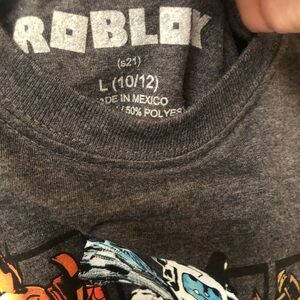 ROBLOX
(s21)
L (10/12)
ADE IN MEXICO
/ 50% POLYES